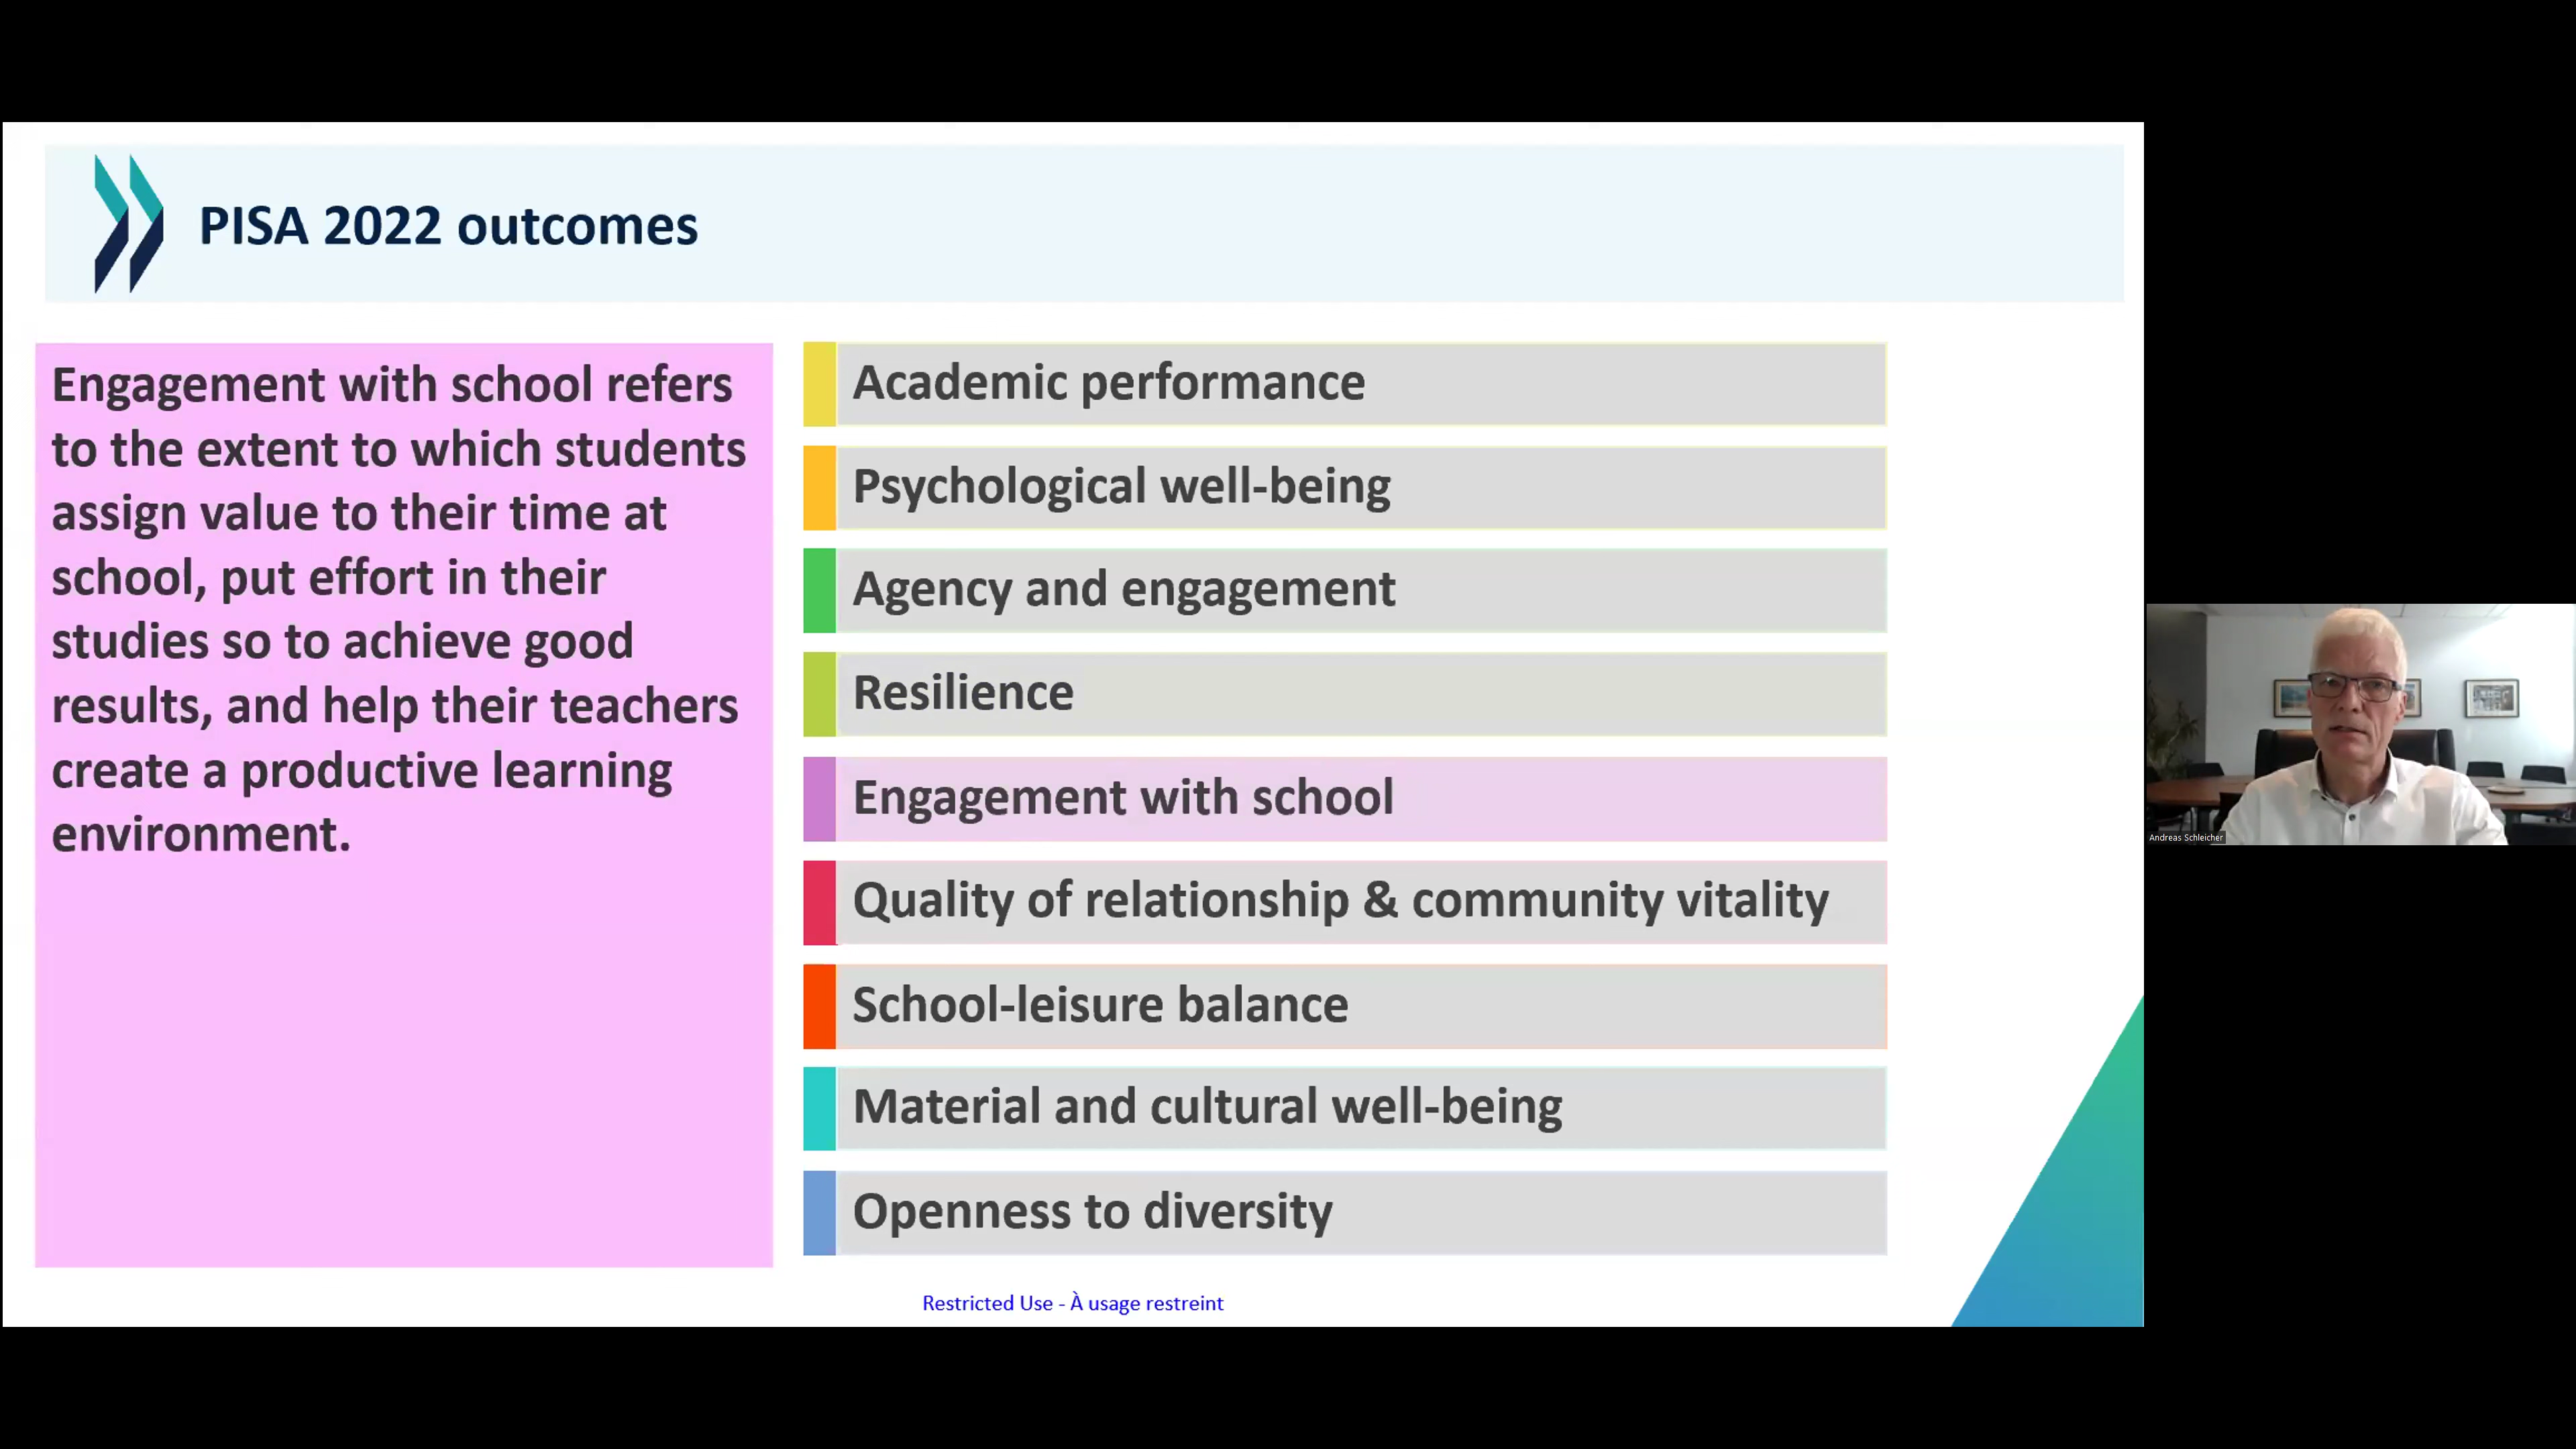 PISA 2022 outcomes
Engagement with school refers
to the extent to which students
assign value to their time at
school, put effort in their
studies so to achieve good
results, and help their teachers
create a productive learning
environment.
Academic performance
Psychological well-being
Agency and engagement
Resilience
Engagement with school
Quality of relationship & community vitality
School-leisure balance
Material and cultural well-being
Openness to diversity
Restricted Use - À usage restreint
Andreas Schleicher